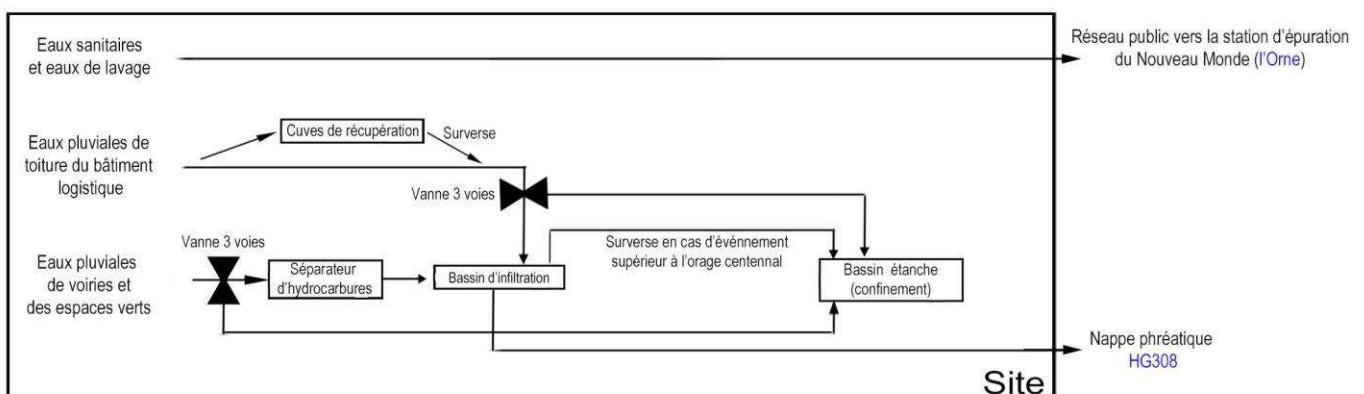 Eaux sanitaires
et eaux de lavage
Réseau public vers la station d'épuration
du Nouveau Monde (l'Orne)
Cuves de récupération
Surverse
Eaux pluviales de
toiture du bâtiment
logistique
Vanne 3 voies
Vanne 3 voies
Eaux pluviales
de voiries et
des espaces verts
Séparateur
d'hydrocarbures
Bassin d'infiltration
Surverse en cas d'événnement
supérieur à l'orage centennal
Bassin étanche
(confinement)
Nappe phréatique
HG308
Site